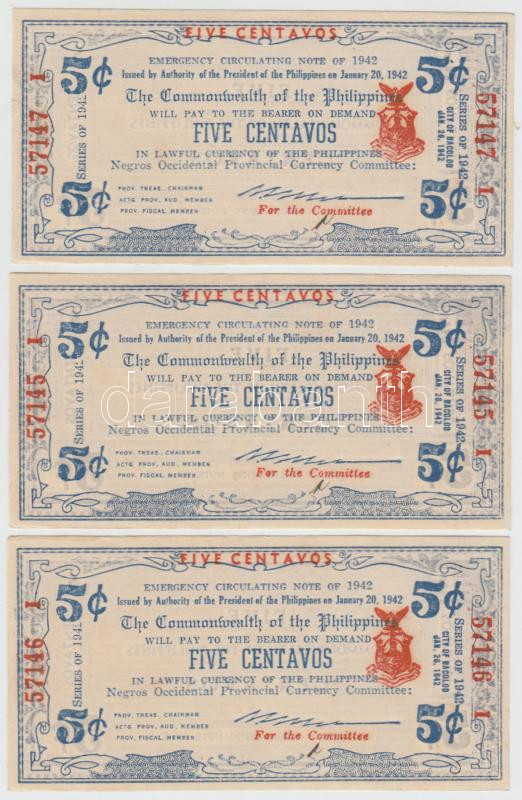 FIVE CENTAVOS
EMERGENCY CIRCULATING NOTE OF 1942
Issued by Authority of the President of the Philippines on January 20, 1942
5¢ 5¢
The Commonwealth of the Philippines
WILL PAY TO THE BEARER ON DEMAND
FIVE CENTAVOS
IN LAWFUL CURRENCY OF THE PHILIPPINES
Negros Occidental Provincial Currency Committee:
PROV. TREAS. CHAIRMAN
ACTG PROV. AUD. MEMBER
PROV. FISCAL MEMBER
For the Committee
5¢ 5¢
57147 I
SERIES OF 1942
CITY OF BACOLOD
JAN. 26, 1942
SERIES OF 1942
57147 I
FIVE CENTAVOS
EMERGENCY CIRCULATING NOTE OF 1942
Issued by Authority of the President of the Philippines on January 20, 1942
5¢ 5¢
The Commonwealth of the Philippines
WILL PAY TO THE BEARER ON DEMAND
FIVE CENTAVOS
IN LAWFUL CURRENCY OF THE PHILIPPINES
Negros Occidental Provincial Currency Committee:
PROV. TREAS. CHAIRMAN
ACTG PROV. AUD. MEMBER
PROV. FISCAL MEMBER
For the Committee
5¢ 5¢
57145 I
SERIES OF 1942
CITY OF BACOLOD
JAN. 26, 1942
SERIES OF 1942
57145 I
darabanth
FIVE CENTAVOS
EMERGENCY CIRCULATING NOTE OF 1942
Issued by Authority of the President of the Philippines on January 20, 1942
5¢ 5¢
The Commonwealth of the Philippines
WILL PAY TO THE BEARER ON DEMAND
FIVE CENTAVOS
IN LAWFUL CURRENCY OF THE PHILIPPINES
Negros Occidental Provincial Currency Committee:
PROV. TREAS. CHAIRMAN
ACTG PROV. AUD. MEMBER
PROV. FISCAL MEMBER
For the Committee
5¢ 5¢
57146 I
SERIES OF 1942
CITY OF BACOLOD
JAN. 26, 1942
SERIES OF 1942
57146 I